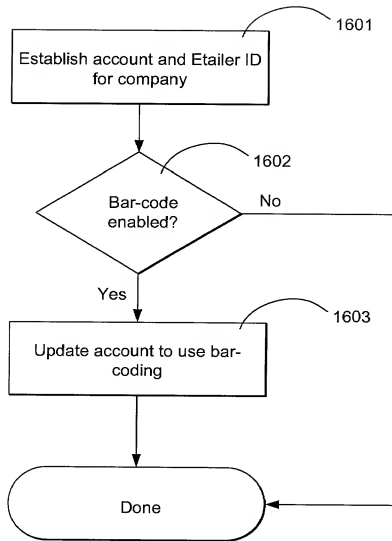 1601
Establish account and Etailer ID
for company
1602
Bar-code
enabled?
No
Yes
1603
Update account to use bar-
coding
Done